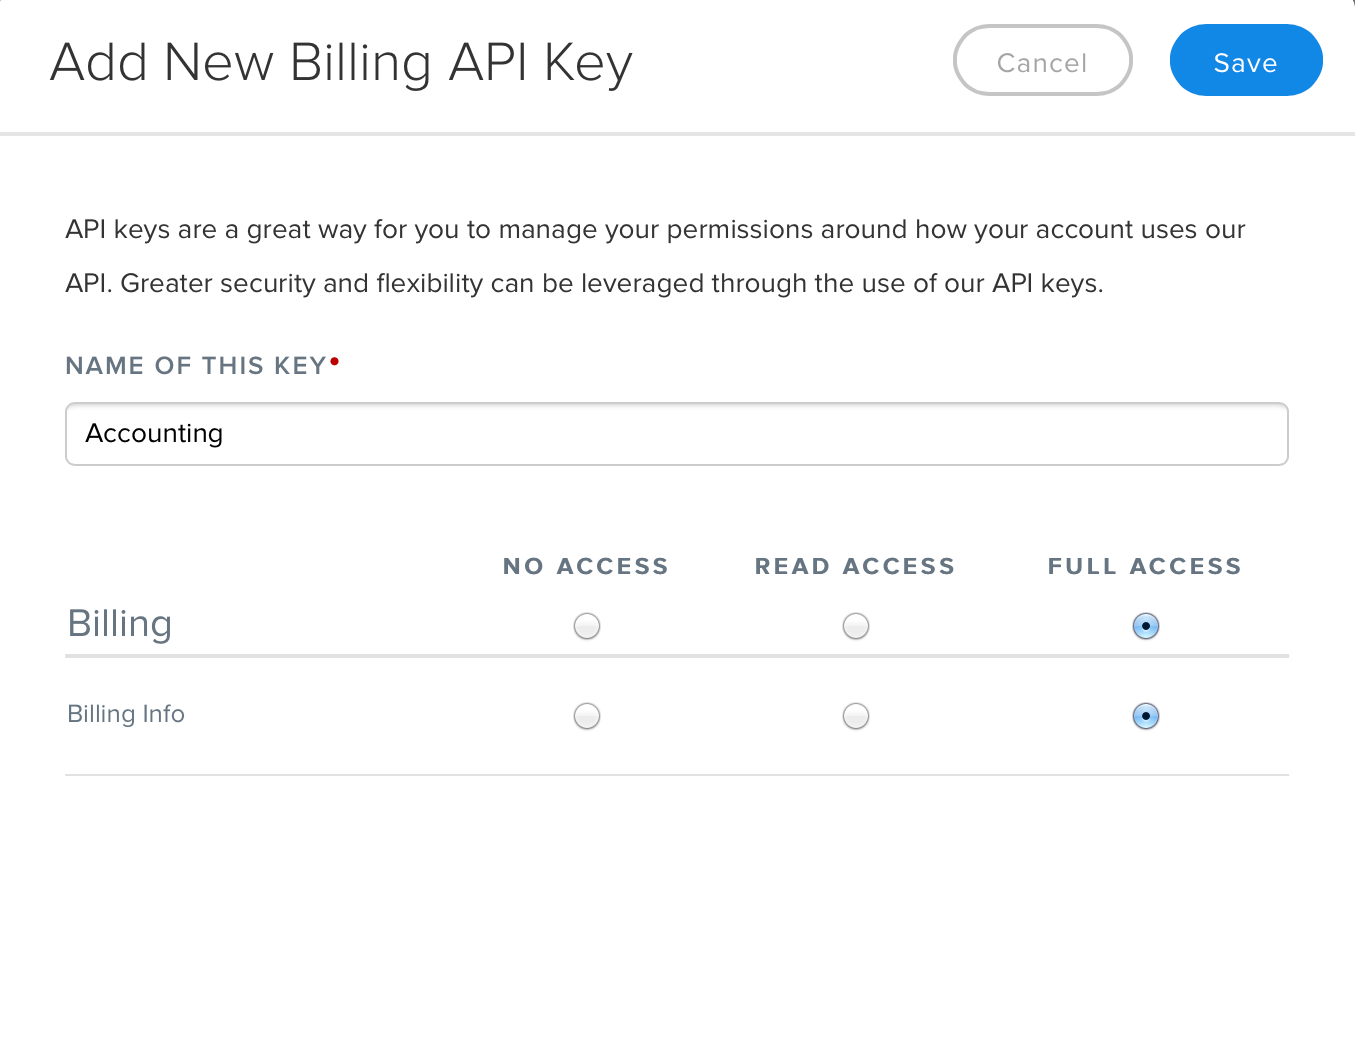 Add New Billing API Key
Cancel
Save
API keys are a great way for you to manage your permissions around how your account uses our
API. Greater security and flexibility can be leveraged through the use of our API keys.
NAME OF THIS KEY•
Accounting
NO ACCESS READ ACCESS FULL ACCESS
Billing
Billing Info